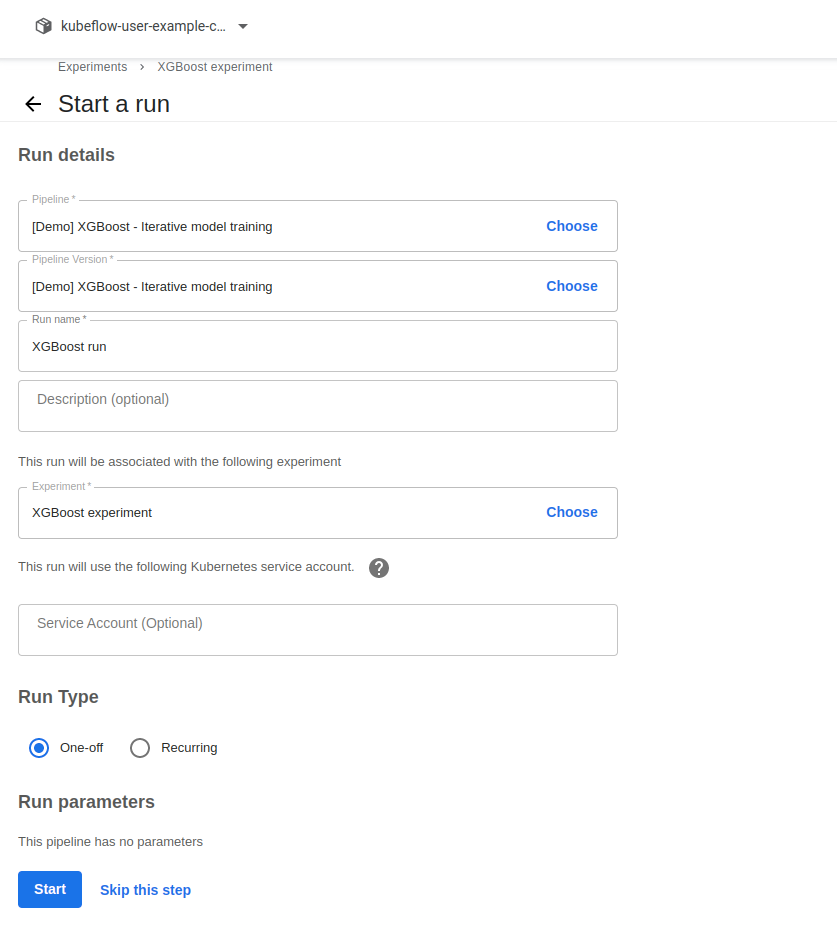 kubeflow-user-example-c...
Experiments > XGBoost experiment
Start a run
Run details
Pipeline *
[Demo] XGBoost - Iterative model training Choose
Pipeline Version *
[Demo] XGBoost - Iterative model training Choose
Run name *
XGBoost run
Description (optional)
This run will be associated with the following experiment
Experiment *
XGBoost experiment Choose
This run will use the following Kubernetes service account. ?
Service Account (Optional)
Run Type
One-off Recurring
Run parameters
This pipeline has no parameters
Start Skip this step